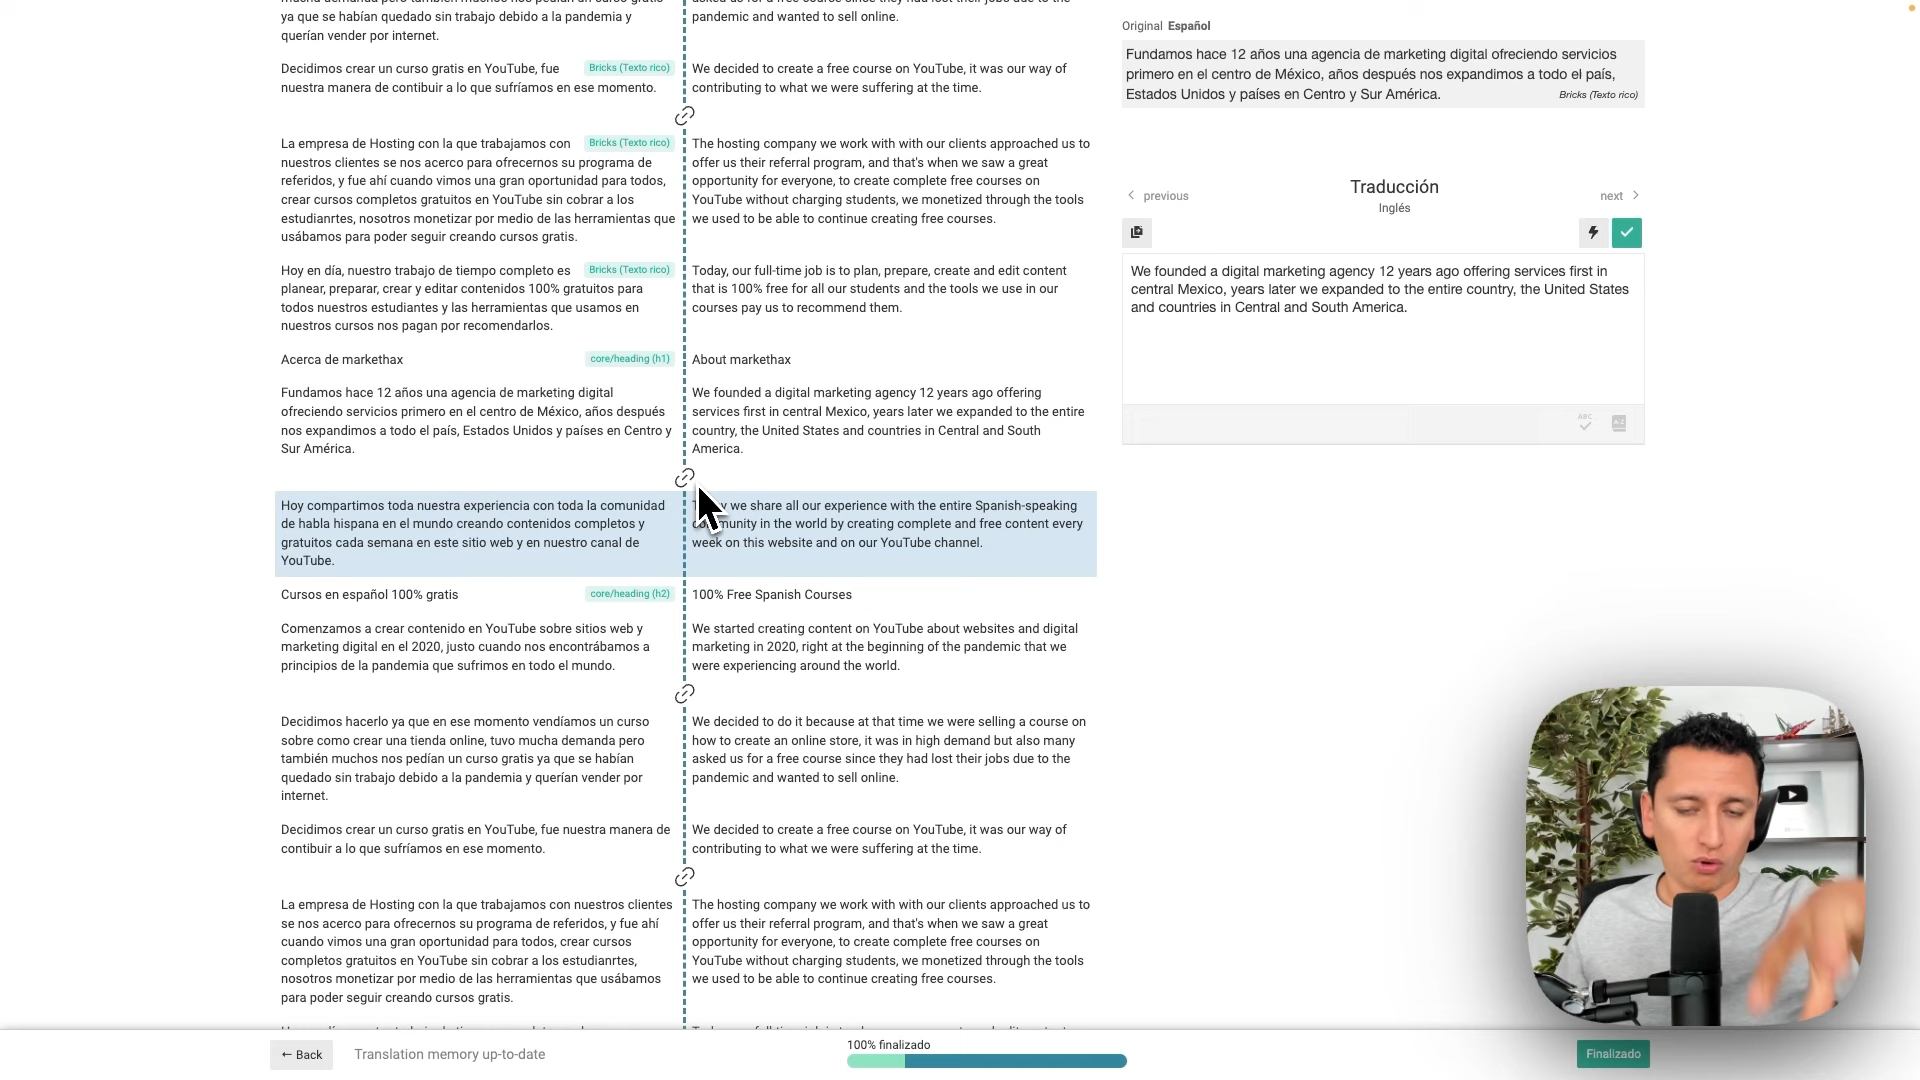 ya que se habían quedado sin trabajo debido a la pandemia y
querían vender por internet.
pandemic and wanted to sell online.
Decidimos crear un curso gratis en YouTube, fue
nuestra manera de contibuir a lo que sufríamos en ese momento.
Bricks (Texto rico)
We decided to create a free course on YouTube, it was our way of
contributing to what we were suffering at the time.
La empresa de Hosting con la que trabajamos con
nuestros clientes se nos acerco para ofrecernos su programa de
referidos, y fue ahí cuando vimos una gran oportunidad para todos,
crear cursos completos gratuitos en YouTube sin cobrar a los
estudianrtes, nosotros monetizar por medio de las herramientas que
usábamos para poder seguir creando cursos gratis.
Bricks (Texto rico)
The hosting company we work with with our clients approached us to
offer us their referral program, and that's when we saw a great
opportunity for everyone, to create complete free courses on
YouTube without charging students, we monetized through the tools
we used to be able to continue creating free courses.
Hoy en día, nuestro trabajo de tiempo completo es
planear, preparar, crear y editar contenidos 100% gratuitos para
todos nuestros estudiantes y las herramientas que usamos en
nuestros cursos nos pagan por recomendarlos.
Bricks (Texto rico)
Today, our full-time job is to plan, prepare, create and edit content
that is 100% free for all our students and the tools we use in our
courses pay us to recommend them.
Acerca de markethax
core/heading (h1)
About markethax
Fundamos hace 12 años una agencia de marketing digital
ofreciendo servicios primero en el centro de México, años después
nos expandimos a todo el país, Estados Unidos y países en Centro y
Sur América.
We founded a digital marketing agency 12 years ago offering
services first in central Mexico, years later we expanded to the entire
country, the United States and countries in Central and South
America.
Hoy compartimos toda nuestra experiencia con toda la comunidad
de habla hispana en el mundo creando contenidos completos y
gratuitos cada semana en este sitio web y en nuestro canal de
YouTube.
we share all our experience with the entire Spanish-speaking
in the world by creating complete and free content every
week on this website and on our YouTube channel.
Cursos en español 100% gratis
core/heading (h2)
100% Free Spanish Courses
Comenzamos a crear contenido en YouTube sobre sitios web y
marketing digital en el 2020, justo cuando nos encontrábamos a
principios de la pandemia que sufrimos en todo el mundo.
We started creating content on YouTube about websites and digital
marketing in 2020, right at the beginning of the pandemic that we
were experiencing around the world.
Decidimos hacerlo ya que en ese momento vendíamos un curso
sobre como crear una tienda online, tuvo mucha demanda pero
también muchos nos pedían un curso gratis ya que se habían
quedado sin trabajo debido a la pandemia y querían vender por
internet.
We decided to do it because at that time we were selling a course on
how to create an online store, it was in high demand but also many
asked us for a free course since they had lost their jobs due to the
pandemic and wanted to sell online.
Decidimos crear un curso gratis en YouTube, fue nuestra manera de
contibuir a lo que sufríamos en ese momento.
We decided to create a free course on YouTube, it was our way of
contributing to what we were suffering at the time.
La empresa de Hosting con la que trabajamos con nuestros clientes
se nos acerco para ofrecernos su programa de referidos, y fue ahí
cuando vimos una gran oportunidad para todos, crear cursos
completos gratuitos en YouTube sin cobrar a los estudianrtes,
nosotros monetizar por medio de las herramientas que usábamos
para poder seguir creando cursos gratis.
The hosting company we work with with our clients approached us to
offer us their referral program, and that's when we saw a great
opportunity for everyone, to create complete free courses on
YouTube without charging students, we monetized through the tools
we used to be able to continue creating free courses.
Original Español
Fundamos hace 12 años una agencia de marketing digital ofreciendo servicios
primero en el centro de México, años después nos expandimos a todo el país,
Estados Unidos y países en Centro y Sur América.
Bricks (Texto rico)
previous
Traducción
next
Inglés
We founded a digital marketing agency 12 years ago offering services first in
central Mexico, years later we expanded to the entire country, the United States
and countries in Central and South America.
ABC
← Back
Translation memory up-to-date
100% finalizado
Finalizado